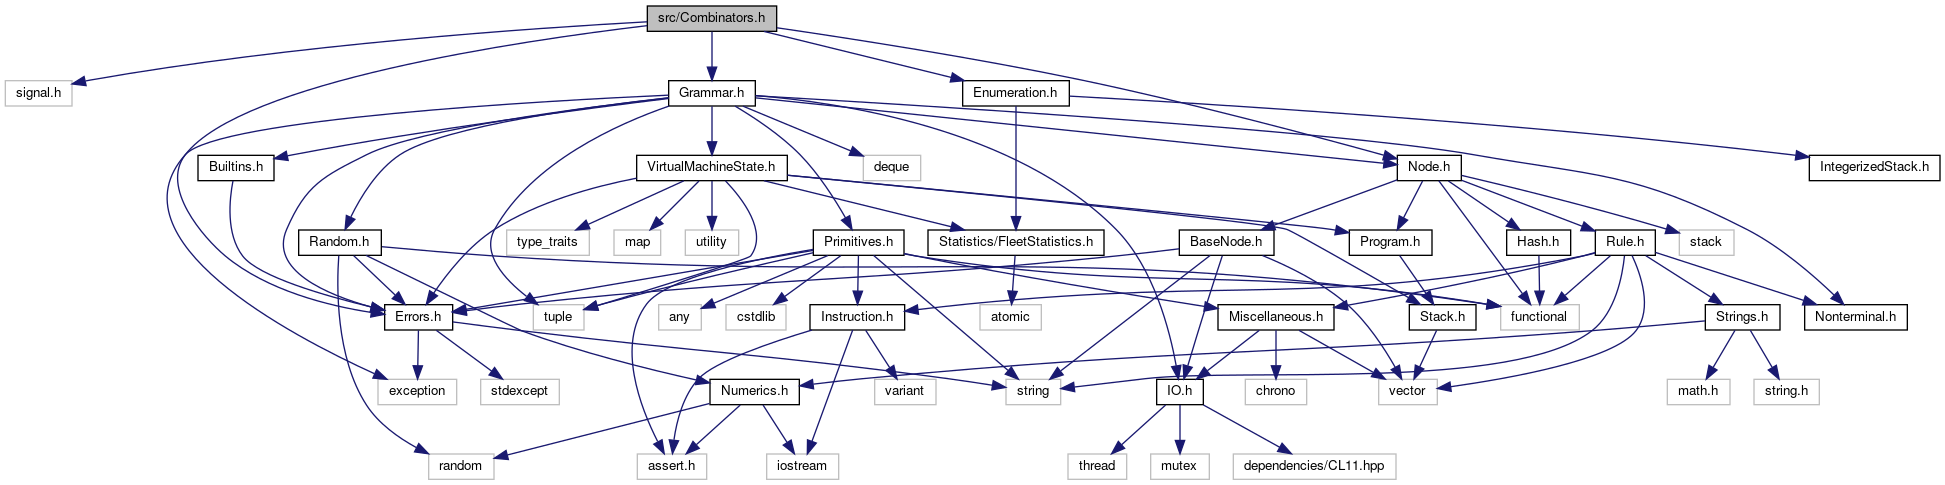 src/Combinators.h
signal.h
Grammar.h
Enumeration.h
Builtins.h
VirtualMachineState.h
deque
Node.h
IntegerizedStack.h
Random.h
type_traits
map
utility
Primitives.h
Statistics/FleetStatistics.h
BaseNode.h
Program.h
Hash.h
Rule.h
stack
Errors.h
tuple
any
cstdlib
Instruction.h
atomic
Miscellaneous.h
Stack.h
functional
Strings.h
Nonterminal.h
exception
stdexcept
Numerics.h
variant
string
IO.h
chrono
vector
math.h
string.h
random
assert.h
iostream
thread
mutex
dependencies/CL11.hpp